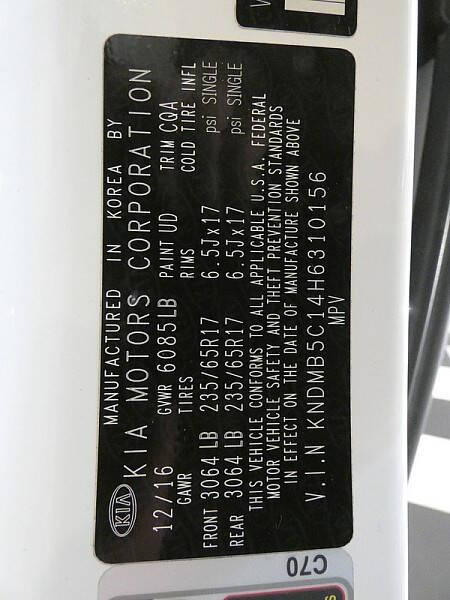 MANUFACTURED IN KOREA BY
KIA KIA MOTORS CORPORATION
12/16 GVWR 6085LB PAINT UD TRIM CQA
GAWR TIRES RIMS COLD TIRE INFL
FRONT 3064 LB 235/65R17 6.5Jx17 psi SINGLE
REAR 3064 LB 235/65R17 6.5Jx17 psi SINGLE
THIS VEHICLE CONFORMS TO ALL APPLICABLE U.S.A. FEDERAL
MOTOR VEHICLE SAFETY AND THEFT PREVENTION STANDARDS
IN EFFECT ON THE DATE OF MANUFACTURE SHOWN ABOVE
V.I.N KNDMB5C14H6310156
MPV
C70